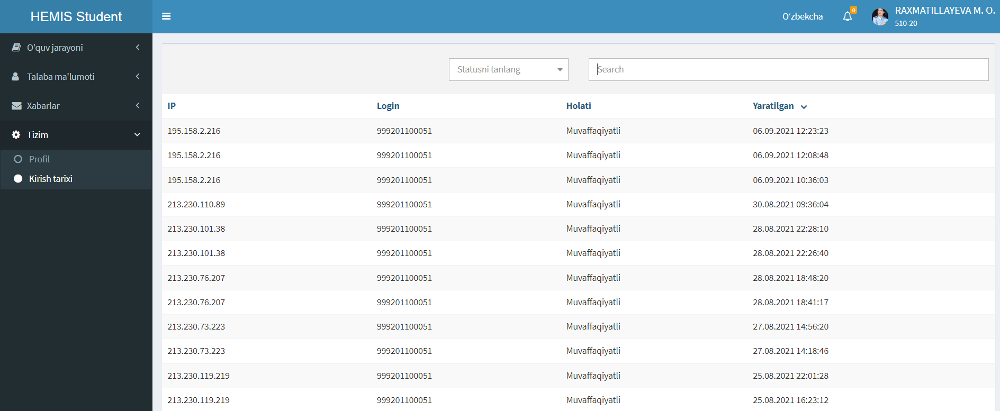 HEMIS Student
O‘zbekcha
0
RAXMATILLAYEVA M. O.
510-20
O'quv jarayoni
Talaba ma'lumoti
Xabarlar
Tizim
Profil
Kirish tarixi
Statusni tanlang
Search
IP Login Holati Yaratilgan
195.158.2.216 999201100051 Muvaffaqiyatli 06.09.2021 12:23:23
195.158.2.216 999201100051 Muvaffaqiyatli 06.09.2021 12:08:48
195.158.2.216 999201100051 Muvaffaqiyatli 06.09.2021 10:36:03
213.230.110.89 999201100051 Muvaffaqiyatli 30.08.2021 09:36:04
213.230.101.38 999201100051 Muvaffaqiyatli 28.08.2021 22:28:10
213.230.101.38 999201100051 Muvaffaqiyatli 28.08.2021 22:26:40
213.230.76.207 999201100051 Muvaffaqiyatli 28.08.2021 18:48:20
213.230.76.207 999201100051 Muvaffaqiyatli 28.08.2021 18:41:17
213.230.73.223 999201100051 Muvaffaqiyatli 27.08.2021 14:56:20
213.230.73.223 999201100051 Muvaffaqiyatli 27.08.2021 14:18:46
213.230.119.219 999201100051 Muvaffaqiyatli 25.08.2021 22:01:28
213.230.119.219 999201100051 Muvaffaqiyatli 25.08.2021 16:23:12